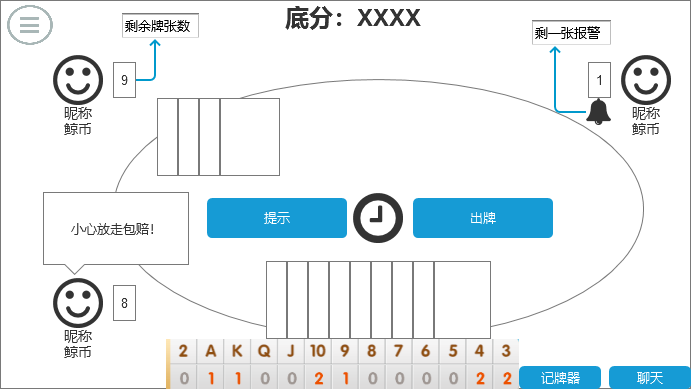 底分：XXXX
剩余牌张数
剩一张报警
9
1
昵称
鲸币
昵称
鲸币
小心放走包赔!
提示
出牌
8
昵称
鲸币
2 A K Q J 10 9 8 7 6 5 4 3
0 1 1 0 0 2 1 0 0 0 0 2 2
记牌器
聊天